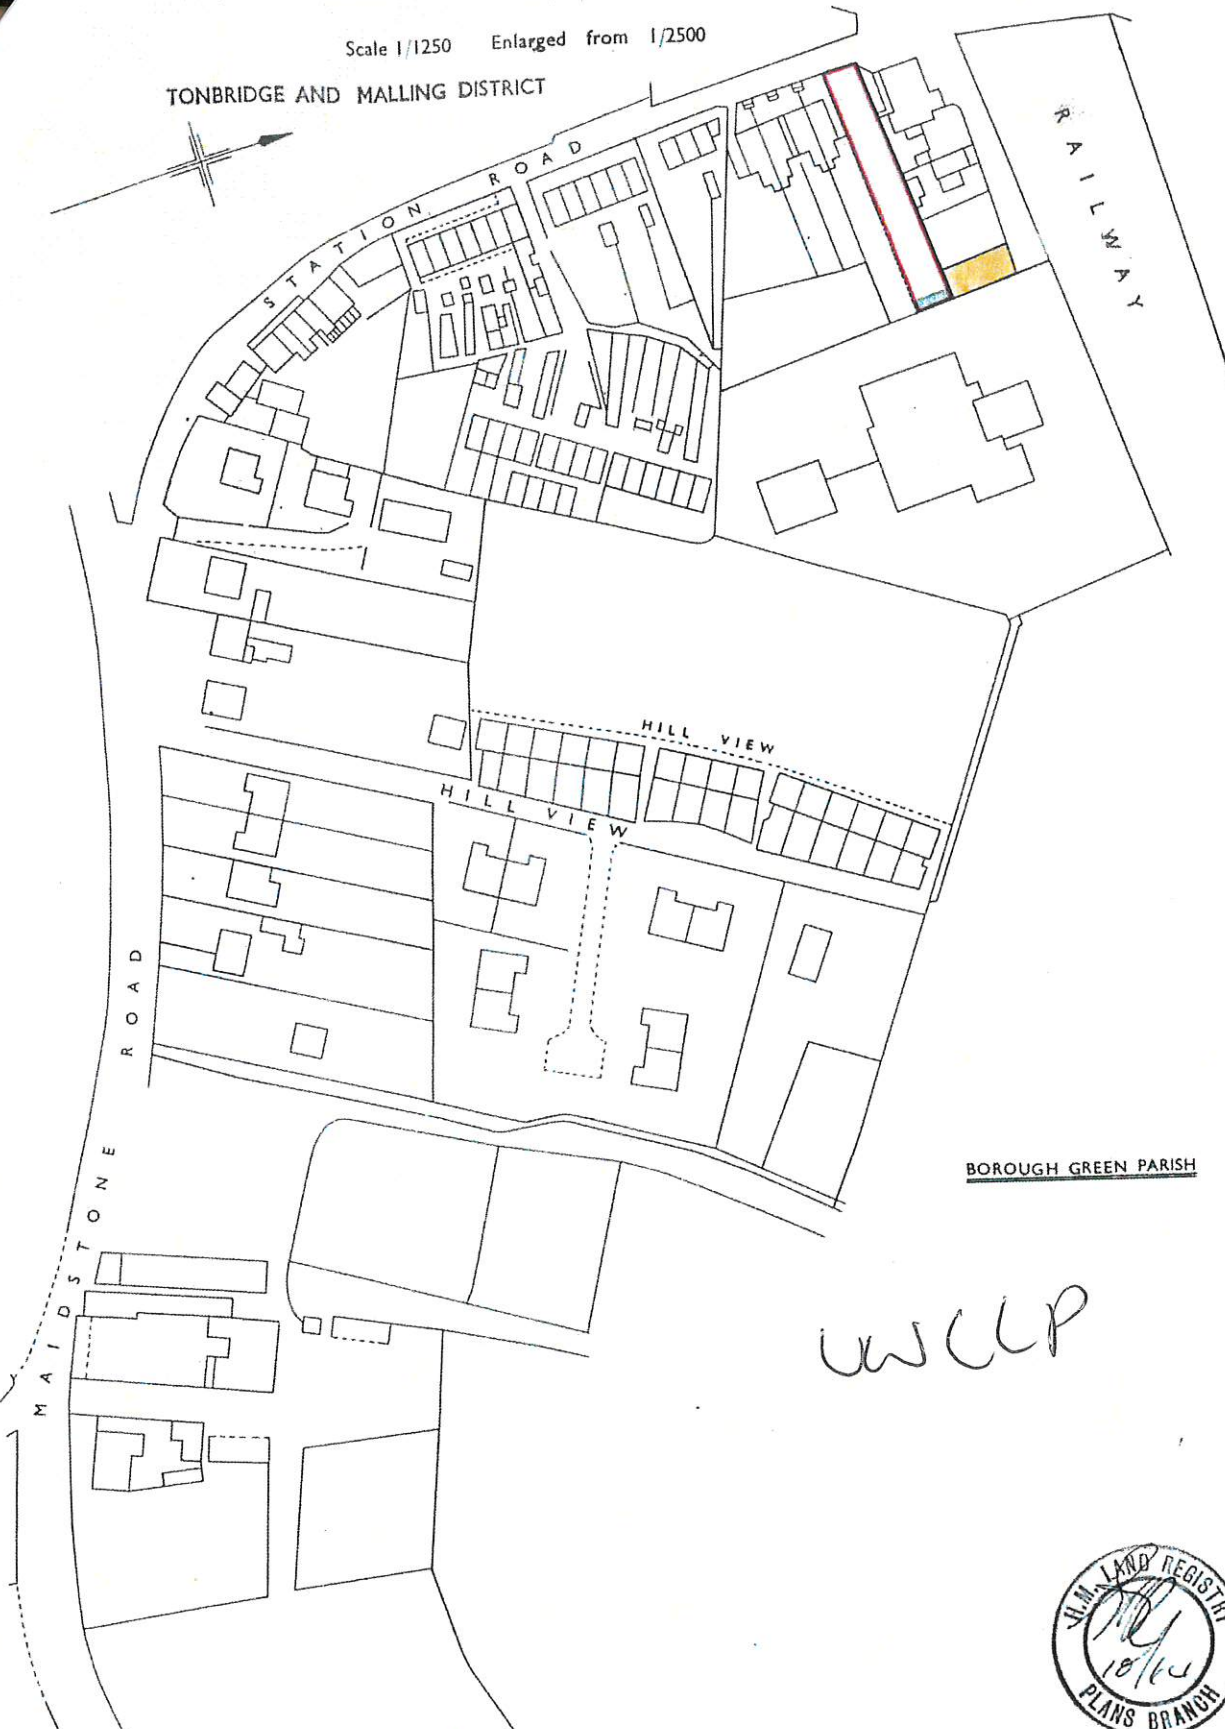 Scale 1/1250 Enlarged from 1/2500
TONBRIDGE AND MALLING DISTRICT
STATION ROAD
RAILWAY
HILL VIEW
HILL VIEW
MAIDSTONE ROAD
BOROUGH GREEN PARISH
H.M. LAND REGISTRY
PLANS BRANCH